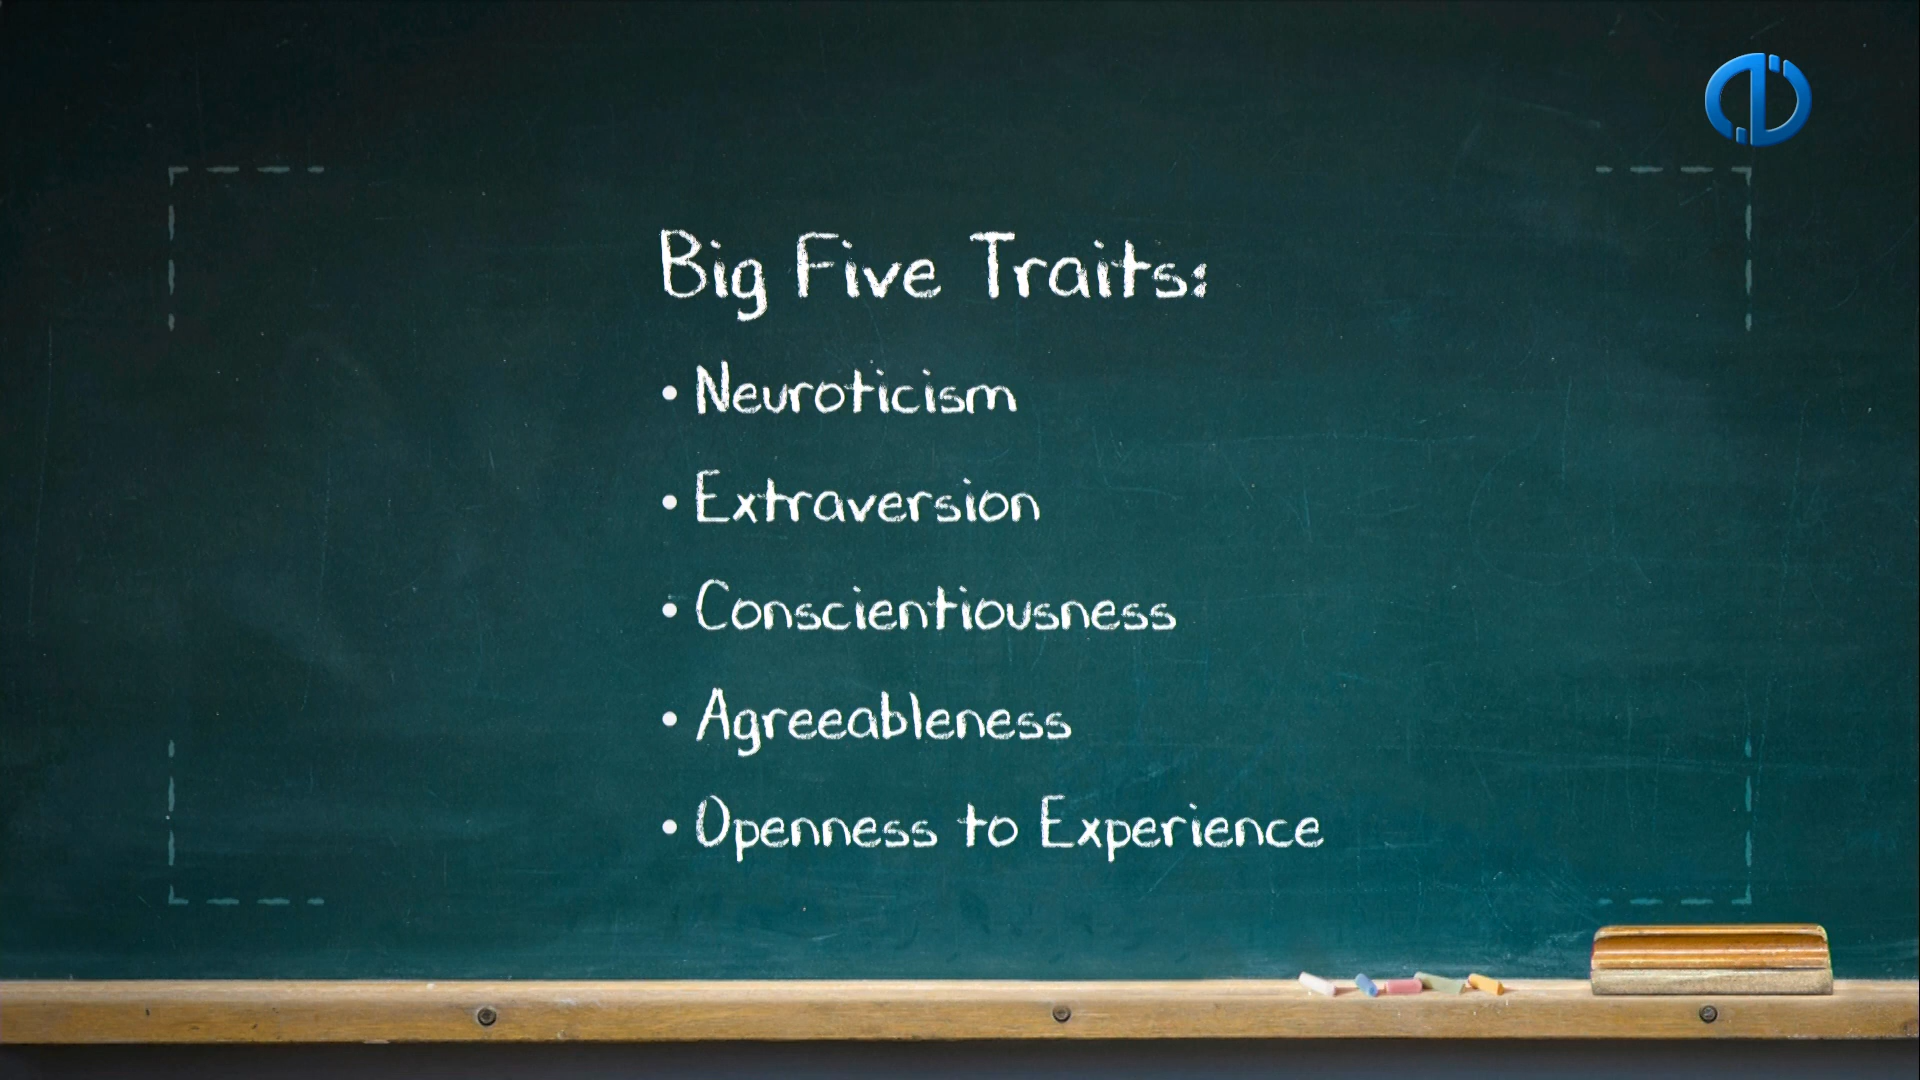 Big Five Traits:
• Neuroticism
• Extraversion
• Conscientiousness
• Agreeableness
• Openness to Experience